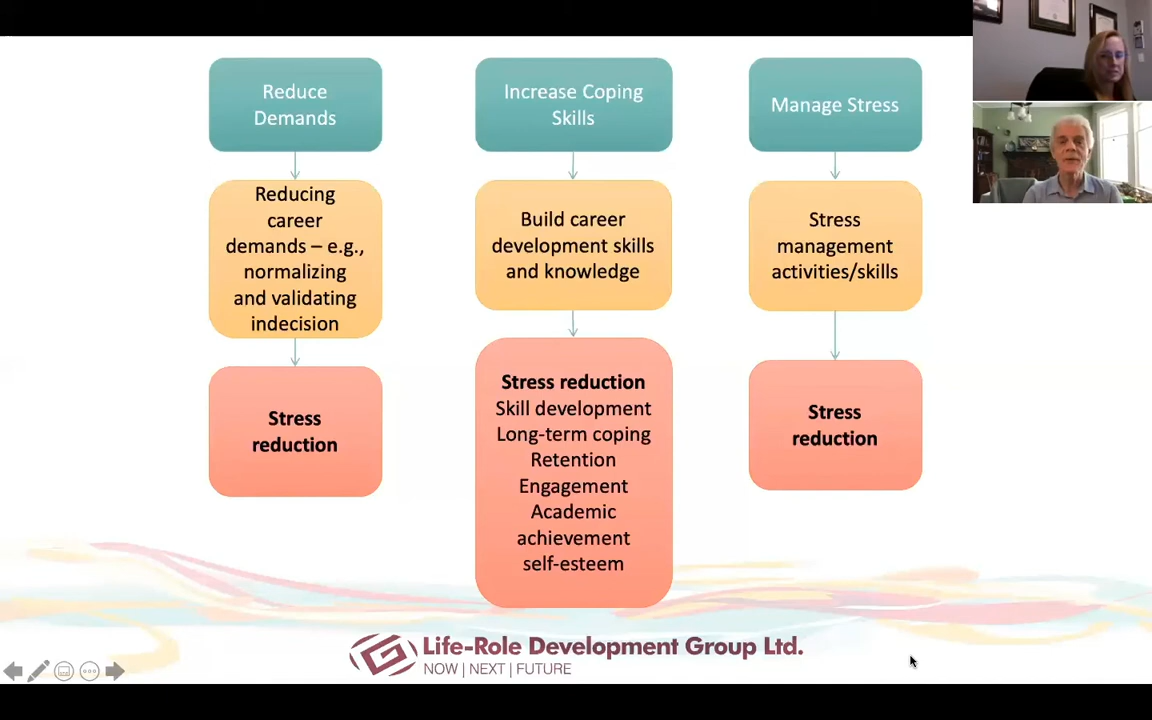 Reduce
Demands
Reducing
career
demands – e.g.,
normalizing
and validating
indecision
Stress
reduction
Increase Coping
Skills
Build career
development skills
and knowledge
Stress reduction
Skill development
Long-term coping
Retention
Engagement
Academic
achievement
self-esteem
Manage Stress
Stress
management
activities/skills
Stress
reduction
Life-Role Development Group Ltd.
NOW | NEXT | FUTURE